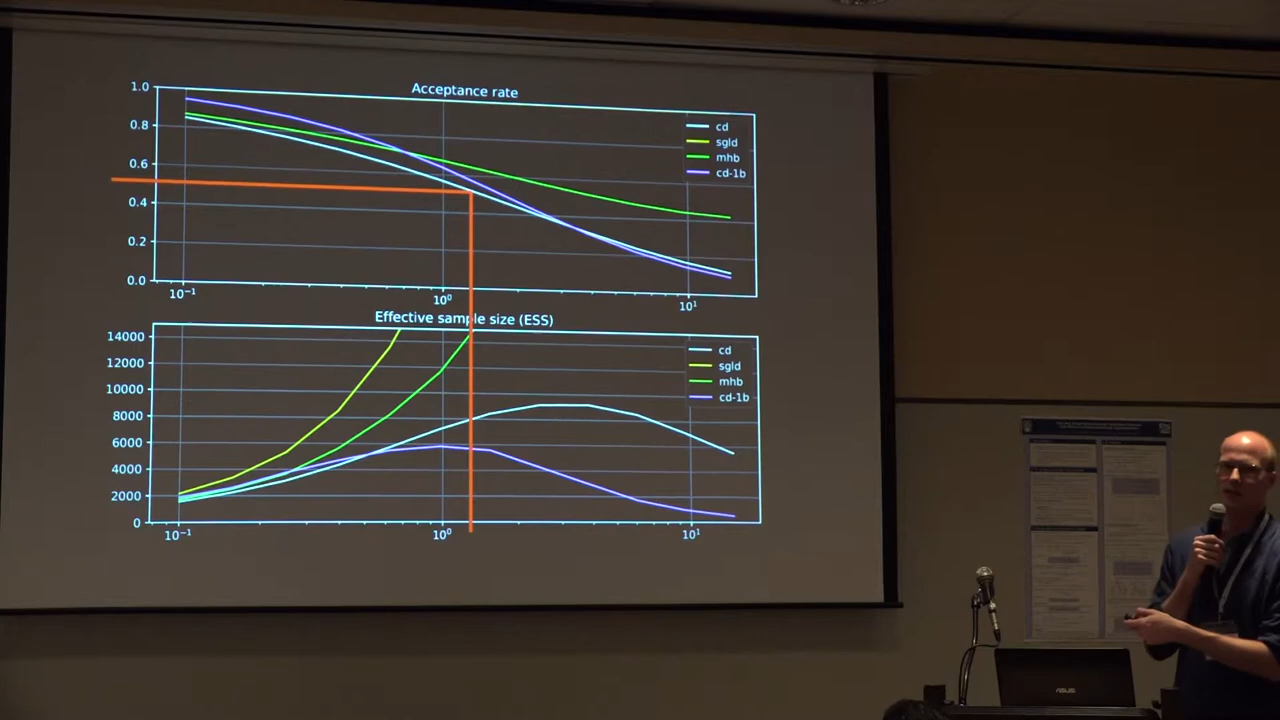 Acceptance rate
1.0
0.8
0.6
0.4
0.2
0.0
10⁻¹
10⁰
10¹
cd
sgld
mhb
cd-1b
Effective sample size (ESS)
14000
12000
10000
8000
6000
4000
2000
0
10⁻¹
10⁰
10¹
cd
sgld
mhb
cd-1b
ASUS